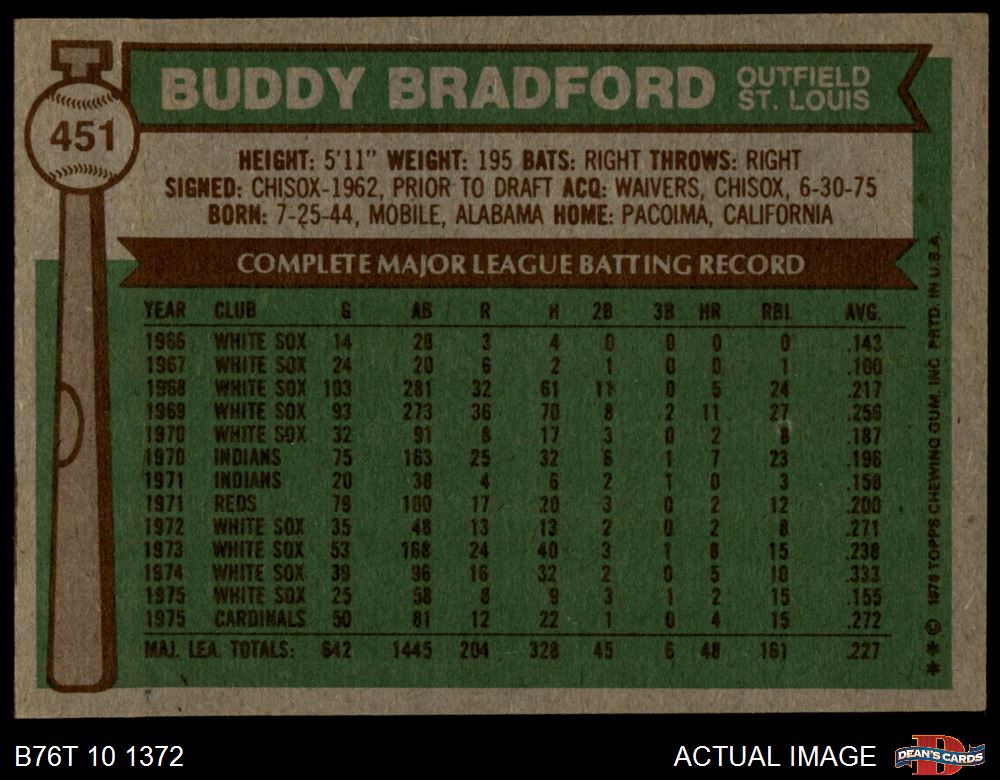 BUDDY BRADFORD OUTFIELD ST. LOUIS
451
HEIGHT: 5'11" WEIGHT: 195 BATS: RIGHT THROWS: RIGHT
SIGNED: CHISOX-1962, PRIOR TO DRAFT ACQ: WAIVERS, CHISOX, 6-30-75
BORN: 7-25-44, MOBILE, ALABAMA HOME: PACOIMA, CALIFORNIA
COMPLETE MAJOR LEAGUE BATTING RECORD
YEAR CLUB G AB R H 2B 3B HR RBI AVG.
1966 WHITE SOX 14 28 3 4 0 0 0 0 .143
1967 WHITE SOX 24 20 6 2 1 0 0 1 .100
1968 WHITE SOX 103 281 32 61 11 0 5 24 .217
1969 WHITE SOX 93 273 36 70 8 2 11 27 .256
1970 WHITE SOX 32 91 8 17 3 0 2 8 .187
1970 INDIANS 75 163 25 32 6 1 7 23 .196
1971 INDIANS 20 38 4 6 2 1 0 3 .158
1971 REDS 79 100 17 20 3 0 2 12 .200
1972 WHITE SOX 35 48 13 13 2 0 2 8 .271
1973 WHITE SOX 53 168 24 40 3 1 8 15 .238
1974 WHITE SOX 39 96 16 32 2 0 5 10 .333
1975 WHITE SOX 25 58 8 9 3 1 2 15 .155
1975 CARDINALS 50 81 12 22 1 0 4 15 .272
MAJ. LEA. TOTALS: 642 1445 204 328 45 6 48 161 .227
* * © 1976 TOPPS CHEWING GUM, INC PRTD. IN U.S.A.
B76T 10 1372
ACTUAL IMAGE
D
DEAN'S CARDS